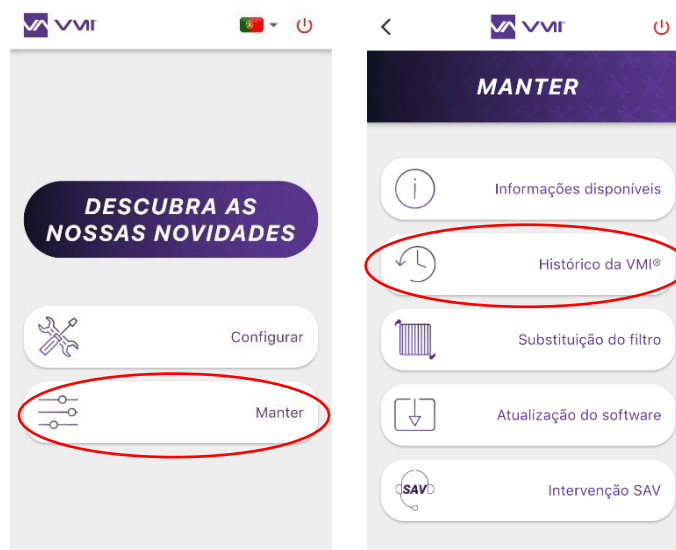 VMI
DESCUBRA AS
NOSSAS NOVIDADES
Configurar
Manter
VMI
MANTER
Informações disponíveis
Histórico da VMI®
Substituição do filtro
Atualização do software
SAV
Intervenção SAV